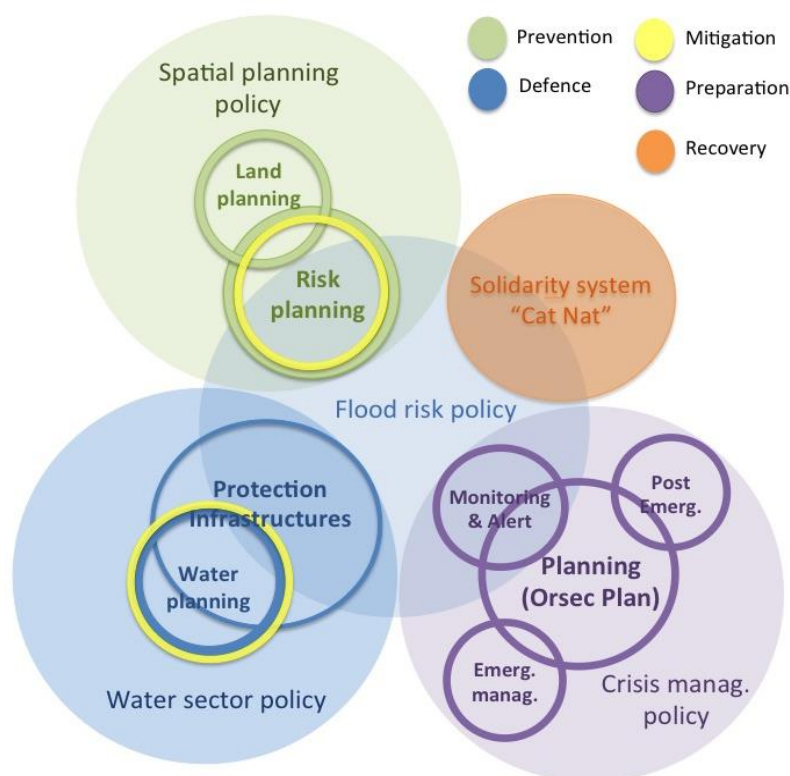 Prevention
Mitigation
Defence
Preparation
Recovery
Spatial planning
policy
Land
planning
Risk
planning
Solidarity system
“Cat Nat”
Flood risk policy
Protection
Infrastructures
Water
planning
Water sector policy
Monitoring
& Alert
Post
Emerg.
Planning
(Orsec Plan)
Emerg.
manag.
Crisis manag.
policy